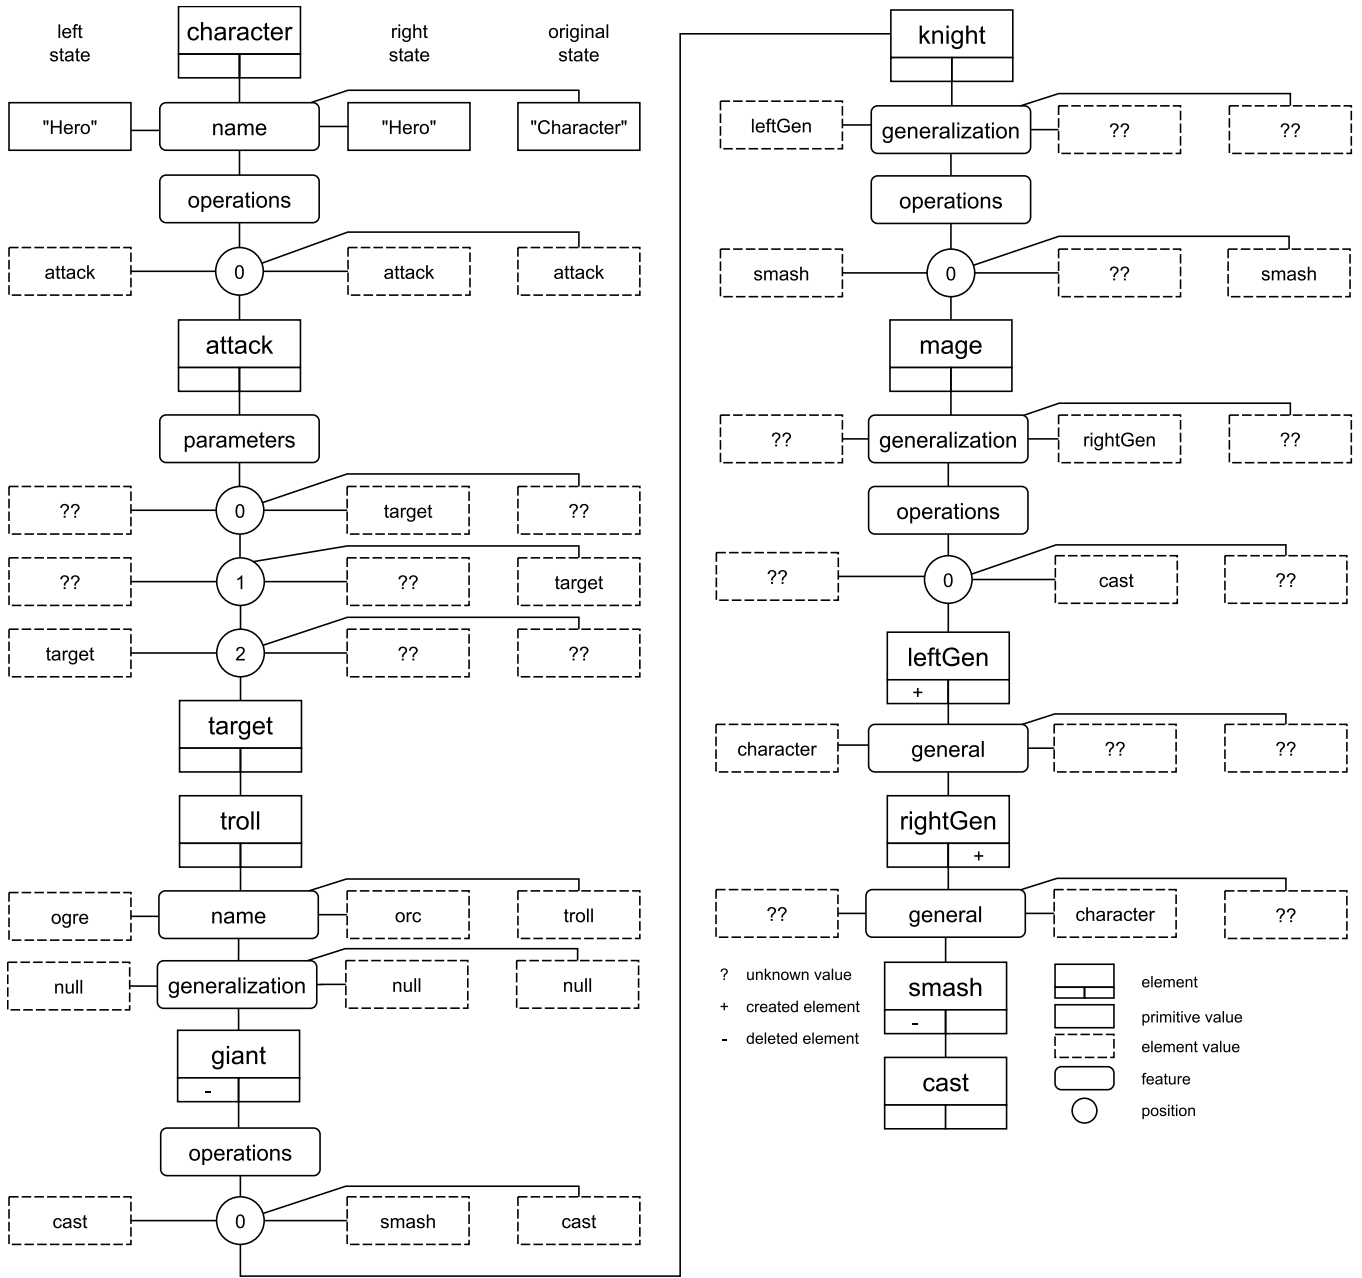 left
state
character
right
state
original
state
"Hero"
name
"Hero"
"Character"
operations
attack
0
attack
attack
attack
parameters
??
0
target
??
??
1
??
target
target
2
??
??
target
troll
ogre
name
orc
troll
null
generalization
null
null
giant
-
operations
cast
0
smash
cast
knight
leftGen
generalization
??
??
operations
smash
0
??
smash
mage
??
generalization
rightGen
??
operations
??
0
cast
??
leftGen
+
character
general
??
??
rightGen
+
??
general
character
??
smash
-
cast
? unknown value
+ created element
- deleted element
element
primitive value
element value
feature
position